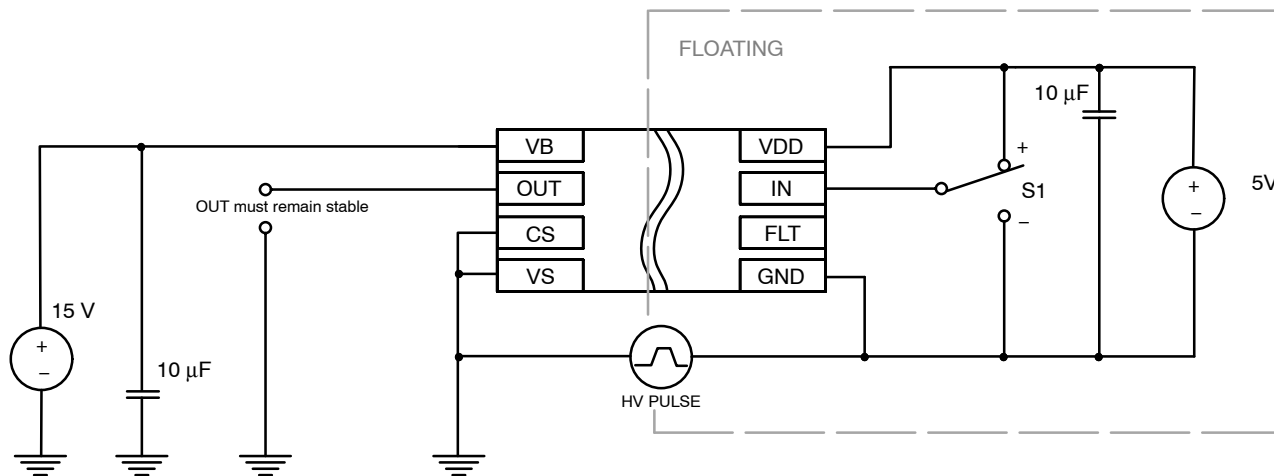 FLOATING
10 μF
VB
VDD
+
OUT
IN
S1
+
−
5V
OUT must remain stable
CS
FLT
−
VS
GND
15 V
+
−
10 μF
HV PULSE